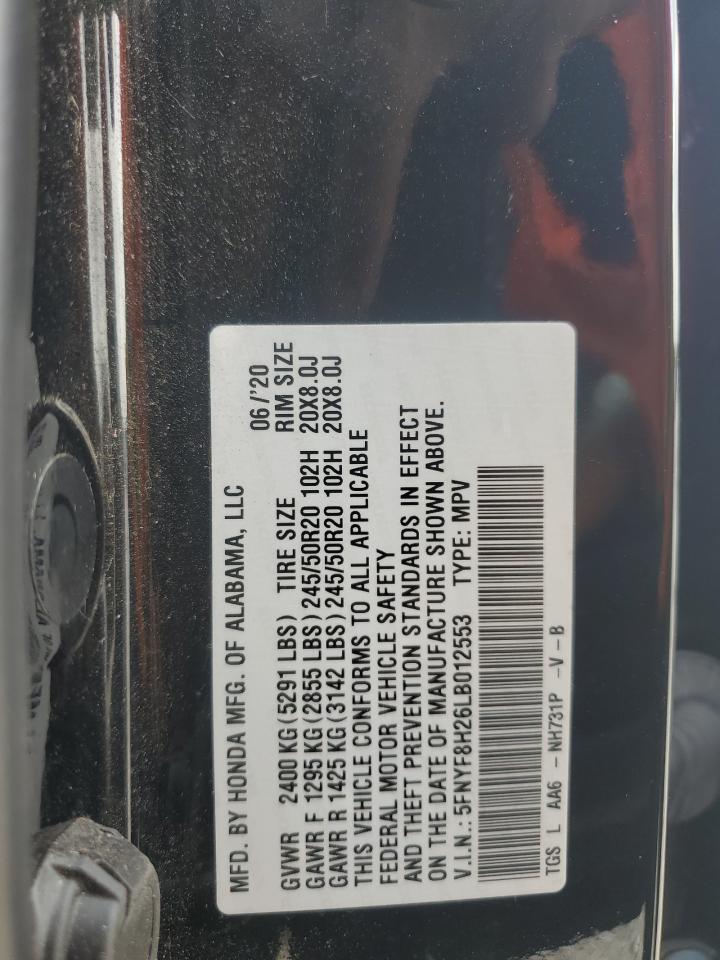 MFD. BY HONDA MFG. OF ALABAMA, LLC 06/'20
GVWR 2400 KG(5291 LBS) TIRE SIZE RIM SIZE
GAWR F 1295 KG(2855 LBS)245/50R20 102H 20X8.0J
GAWR R 1425 KG(3142 LBS)245/50R20 102H 20X8.0J
THIS VEHICLE CONFORMS TO ALL APPLICABLE
FEDERAL MOTOR VEHICLE SAFETY
AND THEFT PREVENTION STANDARDS IN EFFECT
ON THE DATE OF MANUFACTURE SHOWN ABOVE.
V.I.N.: 5FNYF8H26LB012553 TYPE: MPV
TGS L AA6 -NH731P -V-B